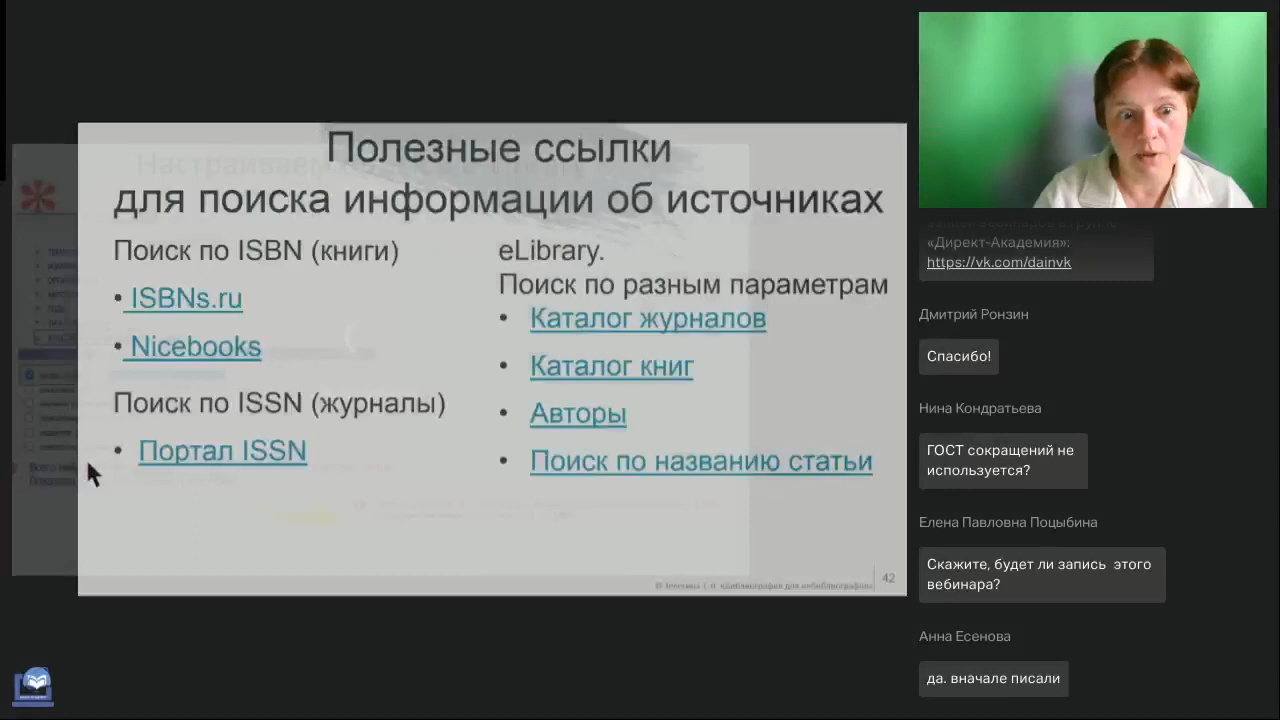 Полезные ссылки
для поиска информации об источниках
Поиск по ISBN (книги)
• ISBNs.ru
• Nicebooks
Поиск по ISSN (журналы)
• Портал ISSN
eLibrary.
Поиск по разным параметрам
• Каталог журналов
• Каталог книг
• Авторы
• Поиск по названию статьи
42
«Директ-Академия»:
https://vk.com/dainvk
Дмитрий Ронзин
Спасибо!
Нина Кондратьева
ГОСТ сокращений не
используется?
Елена Павловна Поцыбина
Скажите, будет ли запись этого
вебинара?
Анна Есенова
да. вначале писали